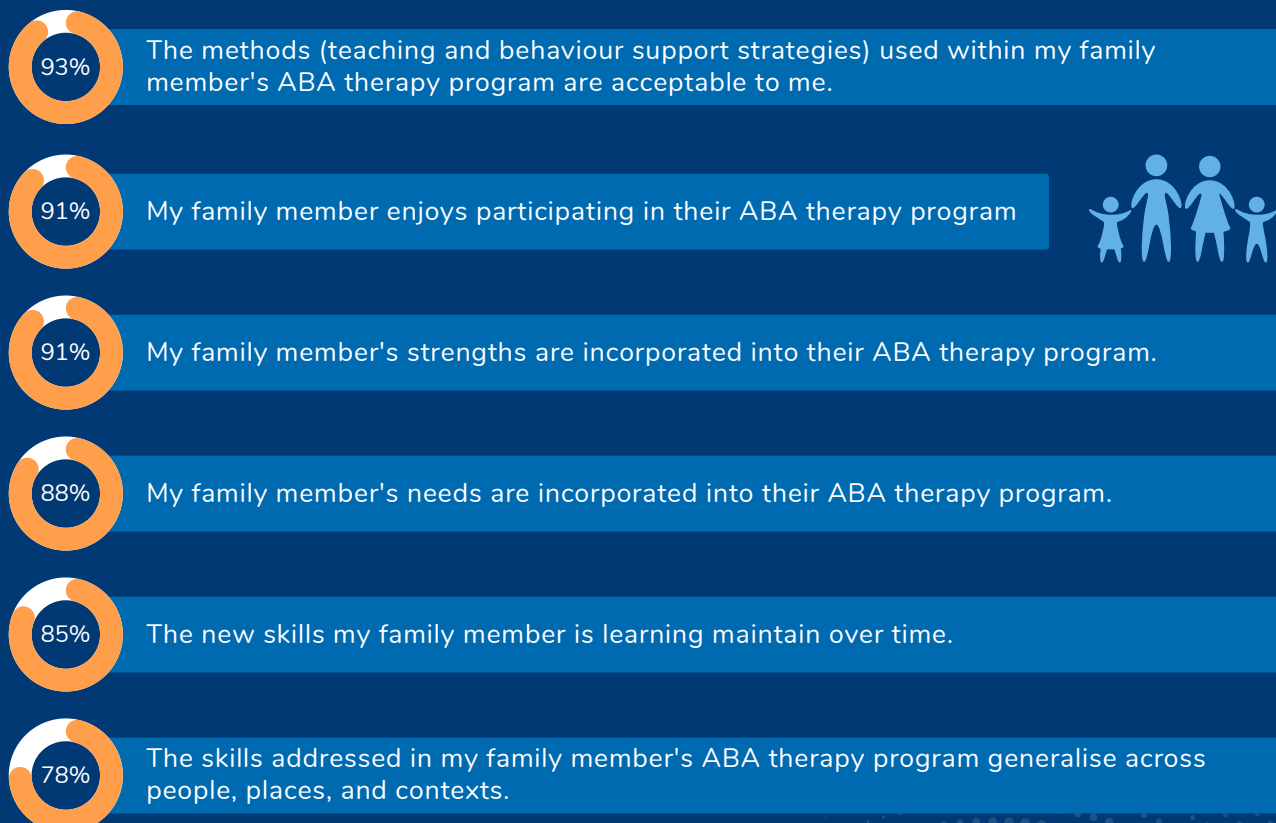 93%
The methods (teaching and behaviour support strategies) used within my family
member's ABA therapy program are acceptable to me.
91%
My family member enjoys participating in their ABA therapy program
91%
My family member's strengths are incorporated into their ABA therapy program.
88%
My family member's needs are incorporated into their ABA therapy program.
85%
The new skills my family member is learning maintain over time.
78%
The skills addressed in my family member's ABA therapy program generalise across
people, places, and contexts.